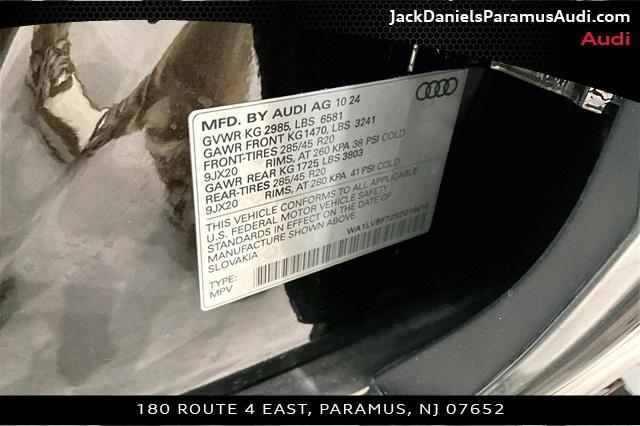 JackDanielsParamusAudi.com
Audi
MFD. BY AUDI AG 10 24
GVWR KG 2985, LBS 6581
GAWR FRONT KG1470, LBS 3241
FRONT-TIRES 285/45 R20
9JX20 RIMS, AT 260 KPA 38 PSI COLD
GAWR REAR KG 1725, LBS 3803
REAR-TIRES 285/45 R20
9JX20 RIMS, AT 280 KPA 41 PSI COLD
THIS VEHICLE CONFORMS TO ALL APPLICABLE
U.S. FEDERAL MOTOR VEHICLE SAFETY
STANDARDS IN EFFECT ON THE DATE OF
MANUFACTURE SHOWN ABOVE.
SLOVAKIA
TYPE:
MPV
180 ROUTE 4 EAST, PARAMUS, NJ 07652